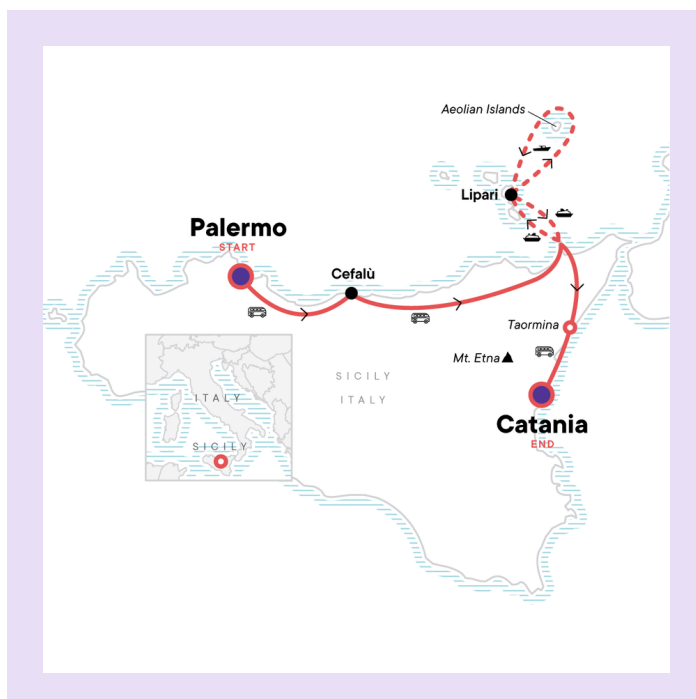 Aeolian Islands
Lipari
Palermo
START
Cefalù
Taormina
Mt. Etna
SICILY
ITALY
Catania
END
ITALY
SICILY